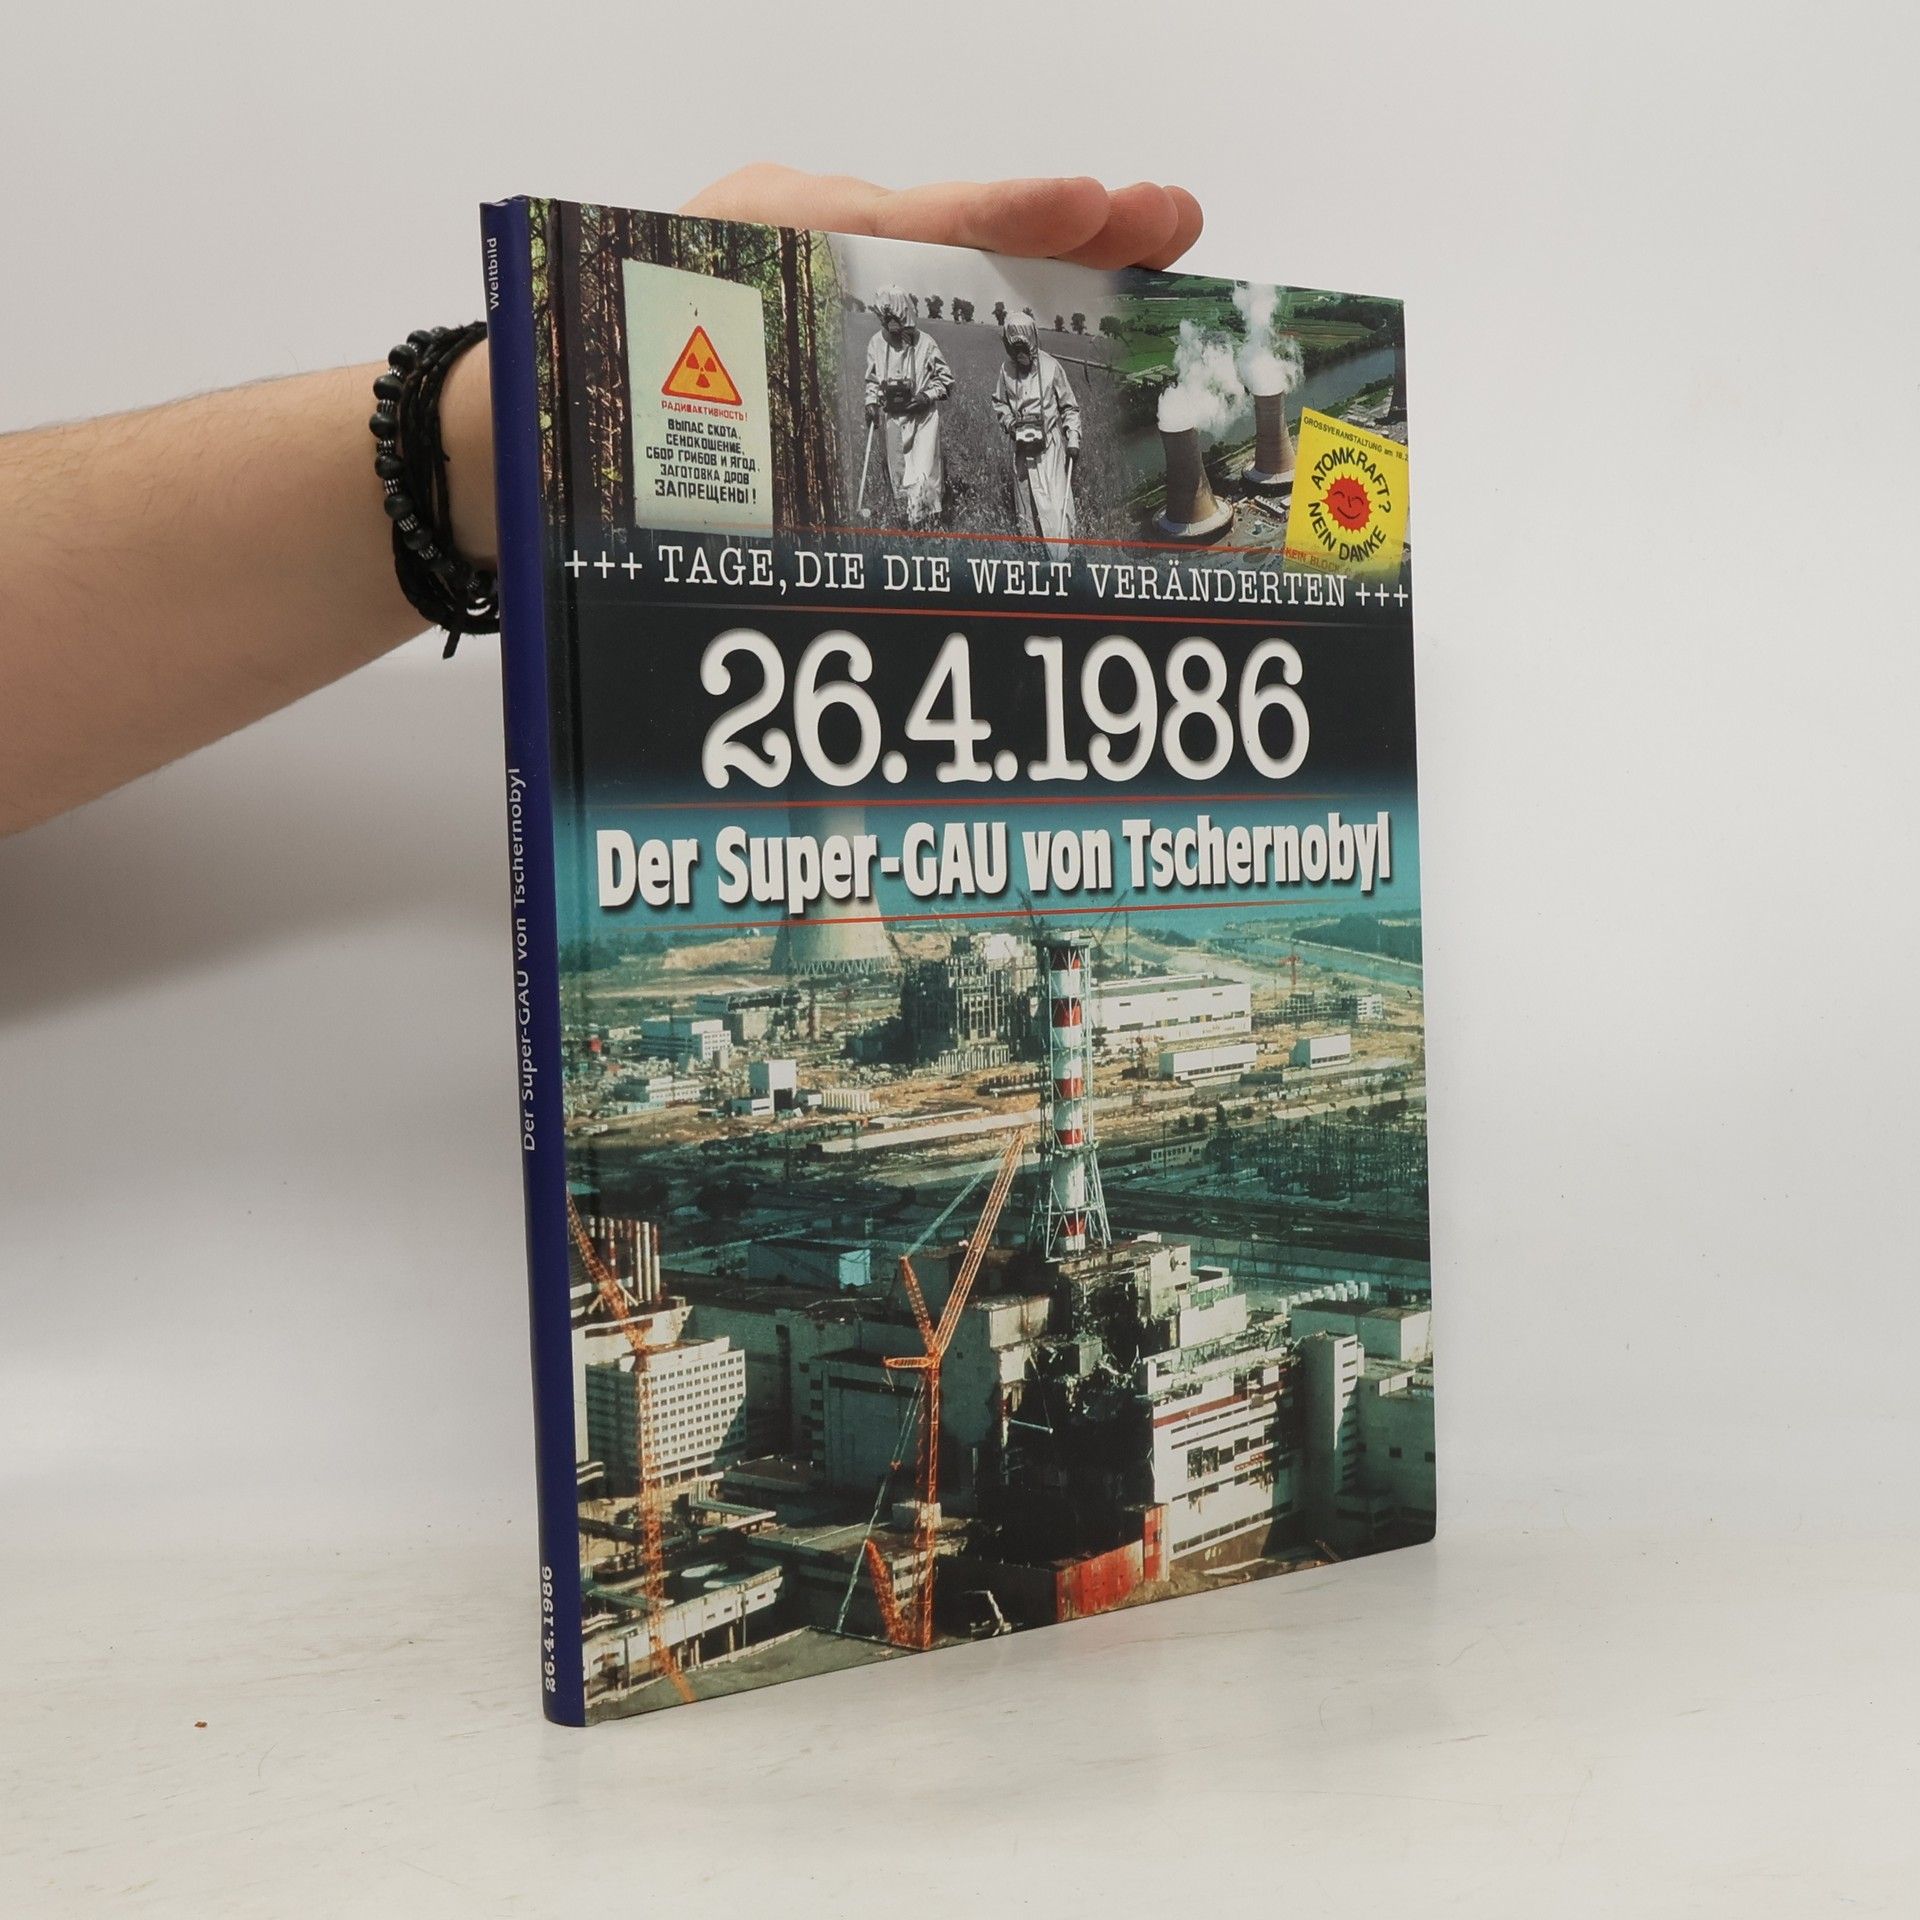 Weltbild
Der Super-GAU von Tschernobyl
26.4.1986
РАДИОАКТИВНОСТЬ!
ВЫПАС СКОТА,
СЕНОКОШЕНИЕ,
СБОР ГРИБОВ И ЯГОД,
ЗАГОТОВКА ДРОВ
ЗАПРЕЩЕНЫ!
GROSSVERANSTALTUNG am 18.2
ATOMKRAFT?
NEIN DANKE
KEIN BLOCK
+++ TAGE, DIE DIE WELT VERÄNDERTEN +++
26.4.1986
Der Super-GAU von Tschernobyl